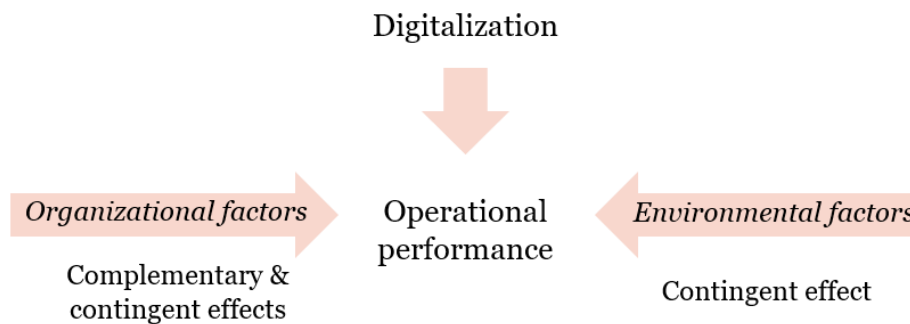 Digitalization
Organizational factors
Operational
performance
Environmental factors
Complementary &
contingent effects
Contingent effect